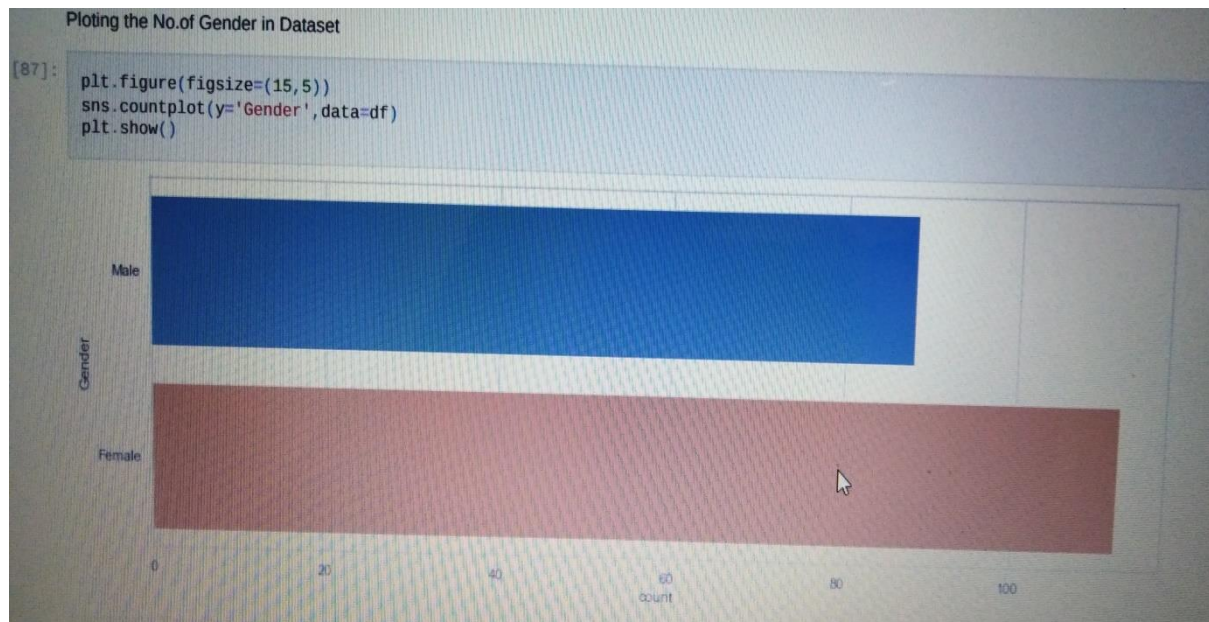 Ploting the No.of Gender in Dataset
[87]:
plt.figure(figsize=(15,5))
sns.countplot(y='Gender',data=df)
plt.show()
Male
Gender
Female
0 20 40 60 80 100
count